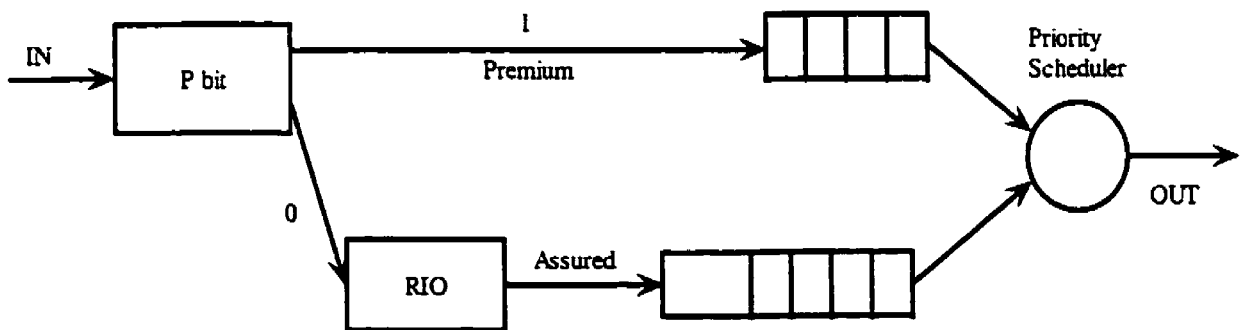 IN
P bit
1
Premium
0
RIO
Assured
Priority
Scheduler
OUT